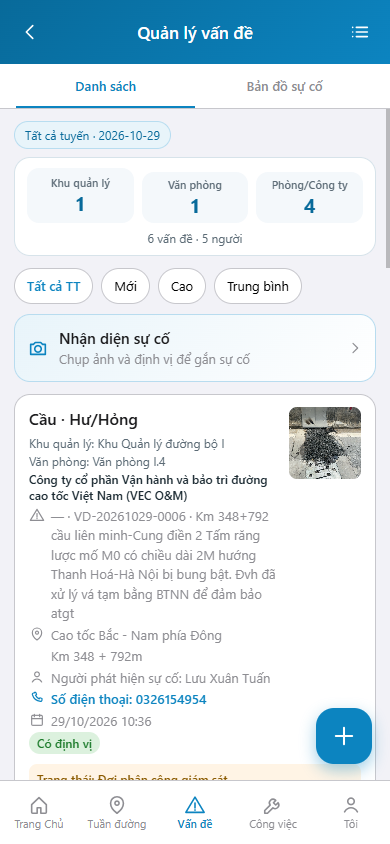 Quản lý vấn đề
Danh sách
Bản đồ sự cố
Tất cả tuyến · 2026-10-29
Khu quản lý
1
Văn phòng
1
Phòng/Công ty
4
6 vấn đề · 5 người
Tất cả TT
Mới
Cao
Trung bình
Nhận diện sự cố
Chụp ảnh và định vị để gắn sự cố
Cầu · Hư/Hỏng
Khu quản lý: Khu Quản lý đường bộ I
Văn phòng: Văn phòng I.4
Công ty cổ phần Vận hành và bảo trì đường
cao tốc Việt Nam (VEC O&M)
— · VD-20261029-0006 · Km 348+792
cầu liên minh-Cung điền 2 Tấm răng
lược mố M0 có chiều dài 2M hướng
Thanh Hoá-Hà Nội bị bung bật. Đvh đã
xử lý vá tạm bằng BTNN để đảm bảo
atgt
Cao tốc Bắc - Nam phía Đông
Km 348 + 792m
Người phát hiện sự cố: Lưu Xuân Tuấn
Số điện thoại: 0326154954
29/10/2026 10:36
Có định vị
Trạng thái: Đợi phân công giám sát
Trang Chủ
Tuần đường
Vấn đề
Công việc
Tôi